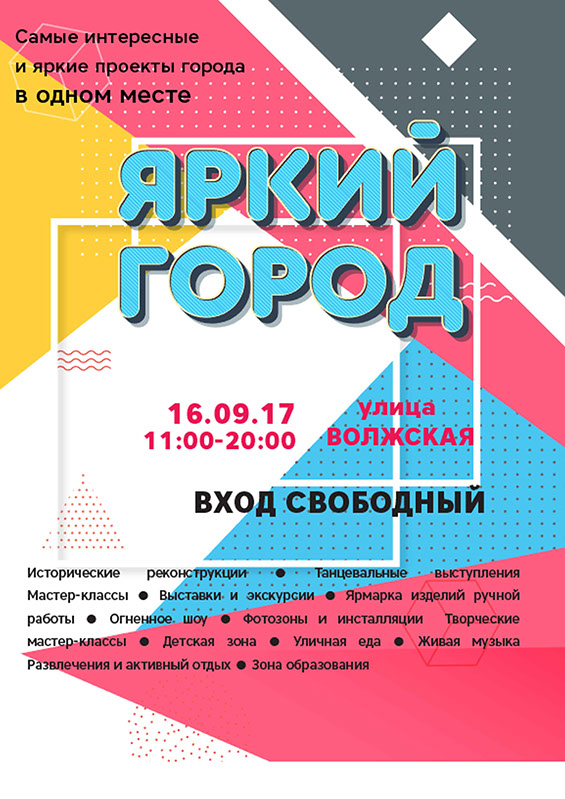 Самые интересные
и яркие проекты города
в одном месте
ЯРКИЙ
ГОРОД
16.09.17
11:00-20:00
улица
ВОЛЖСКАЯ
ВХОД СВОБОДНЫЙ
Исторические реконструкции ● Танцевальные выступления
Мастер-классы ● Выставки и экскурсии ● Ярмарка изделий ручной
работы ● Огненное шоу ● Фотозоны и инсталляции Творческие
мастер-классы ● Детская зона ● Уличная еда ● Живая музыка
Развлечения и активный отдых ● Зона образования